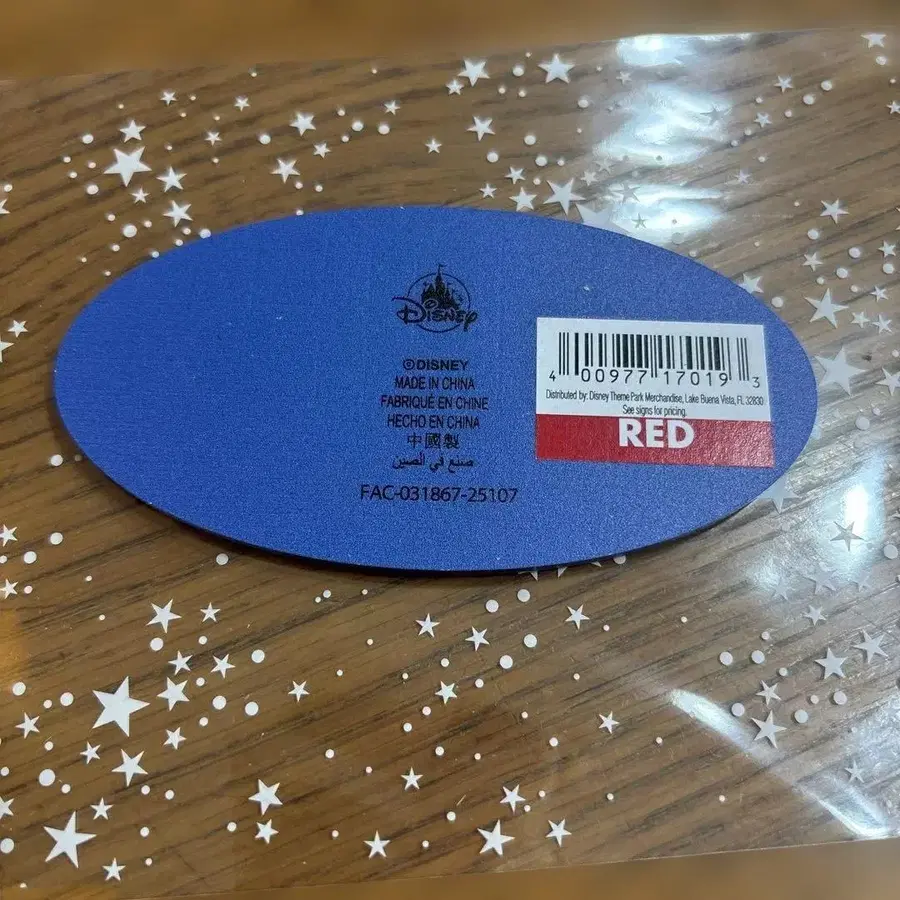 Disney
©DISNEY
MADE IN CHINA
FABRIQUÉ EN CHINE
HECHO EN CHINA
中國製
صنع في الصين
FAC-031867-25107
4 00977 17019 3
Distributed by: Disney Theme Park Merchandise, Lake Buena Vista, FL 32830
See signs for pricing.
RED